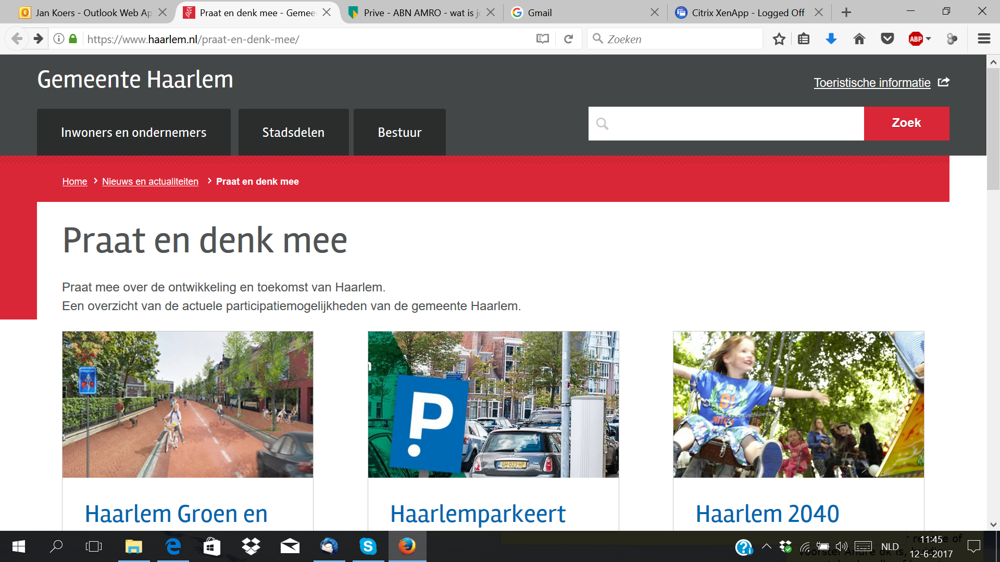 Jan Koers - Outlook Web Ap
Praat en denk mee - Gemee
Prive - ABN AMRO - wat is j
Gmail
Citrix XenApp - Logged Off
https://www.haarlem.nl/praat-en-denk-mee/
Zoeken
ABP
Gemeente Haarlem
Toeristische informatie
Inwoners en ondernemers
Stadsdelen
Bestuur
Zoek
Home
Nieuws en actualiteiten
Praat en denk mee
Praat en denk mee
Praat mee over de ontwikkeling en toekomst van Haarlem.
Een overzicht van de actuele participatiemogelijkheden van de gemeente Haarlem.
P
GH-023-HP
01
Haarlem Groen en
Haarlemparkeert
Haarlem 2040
NLD
11:45
12-6-2017